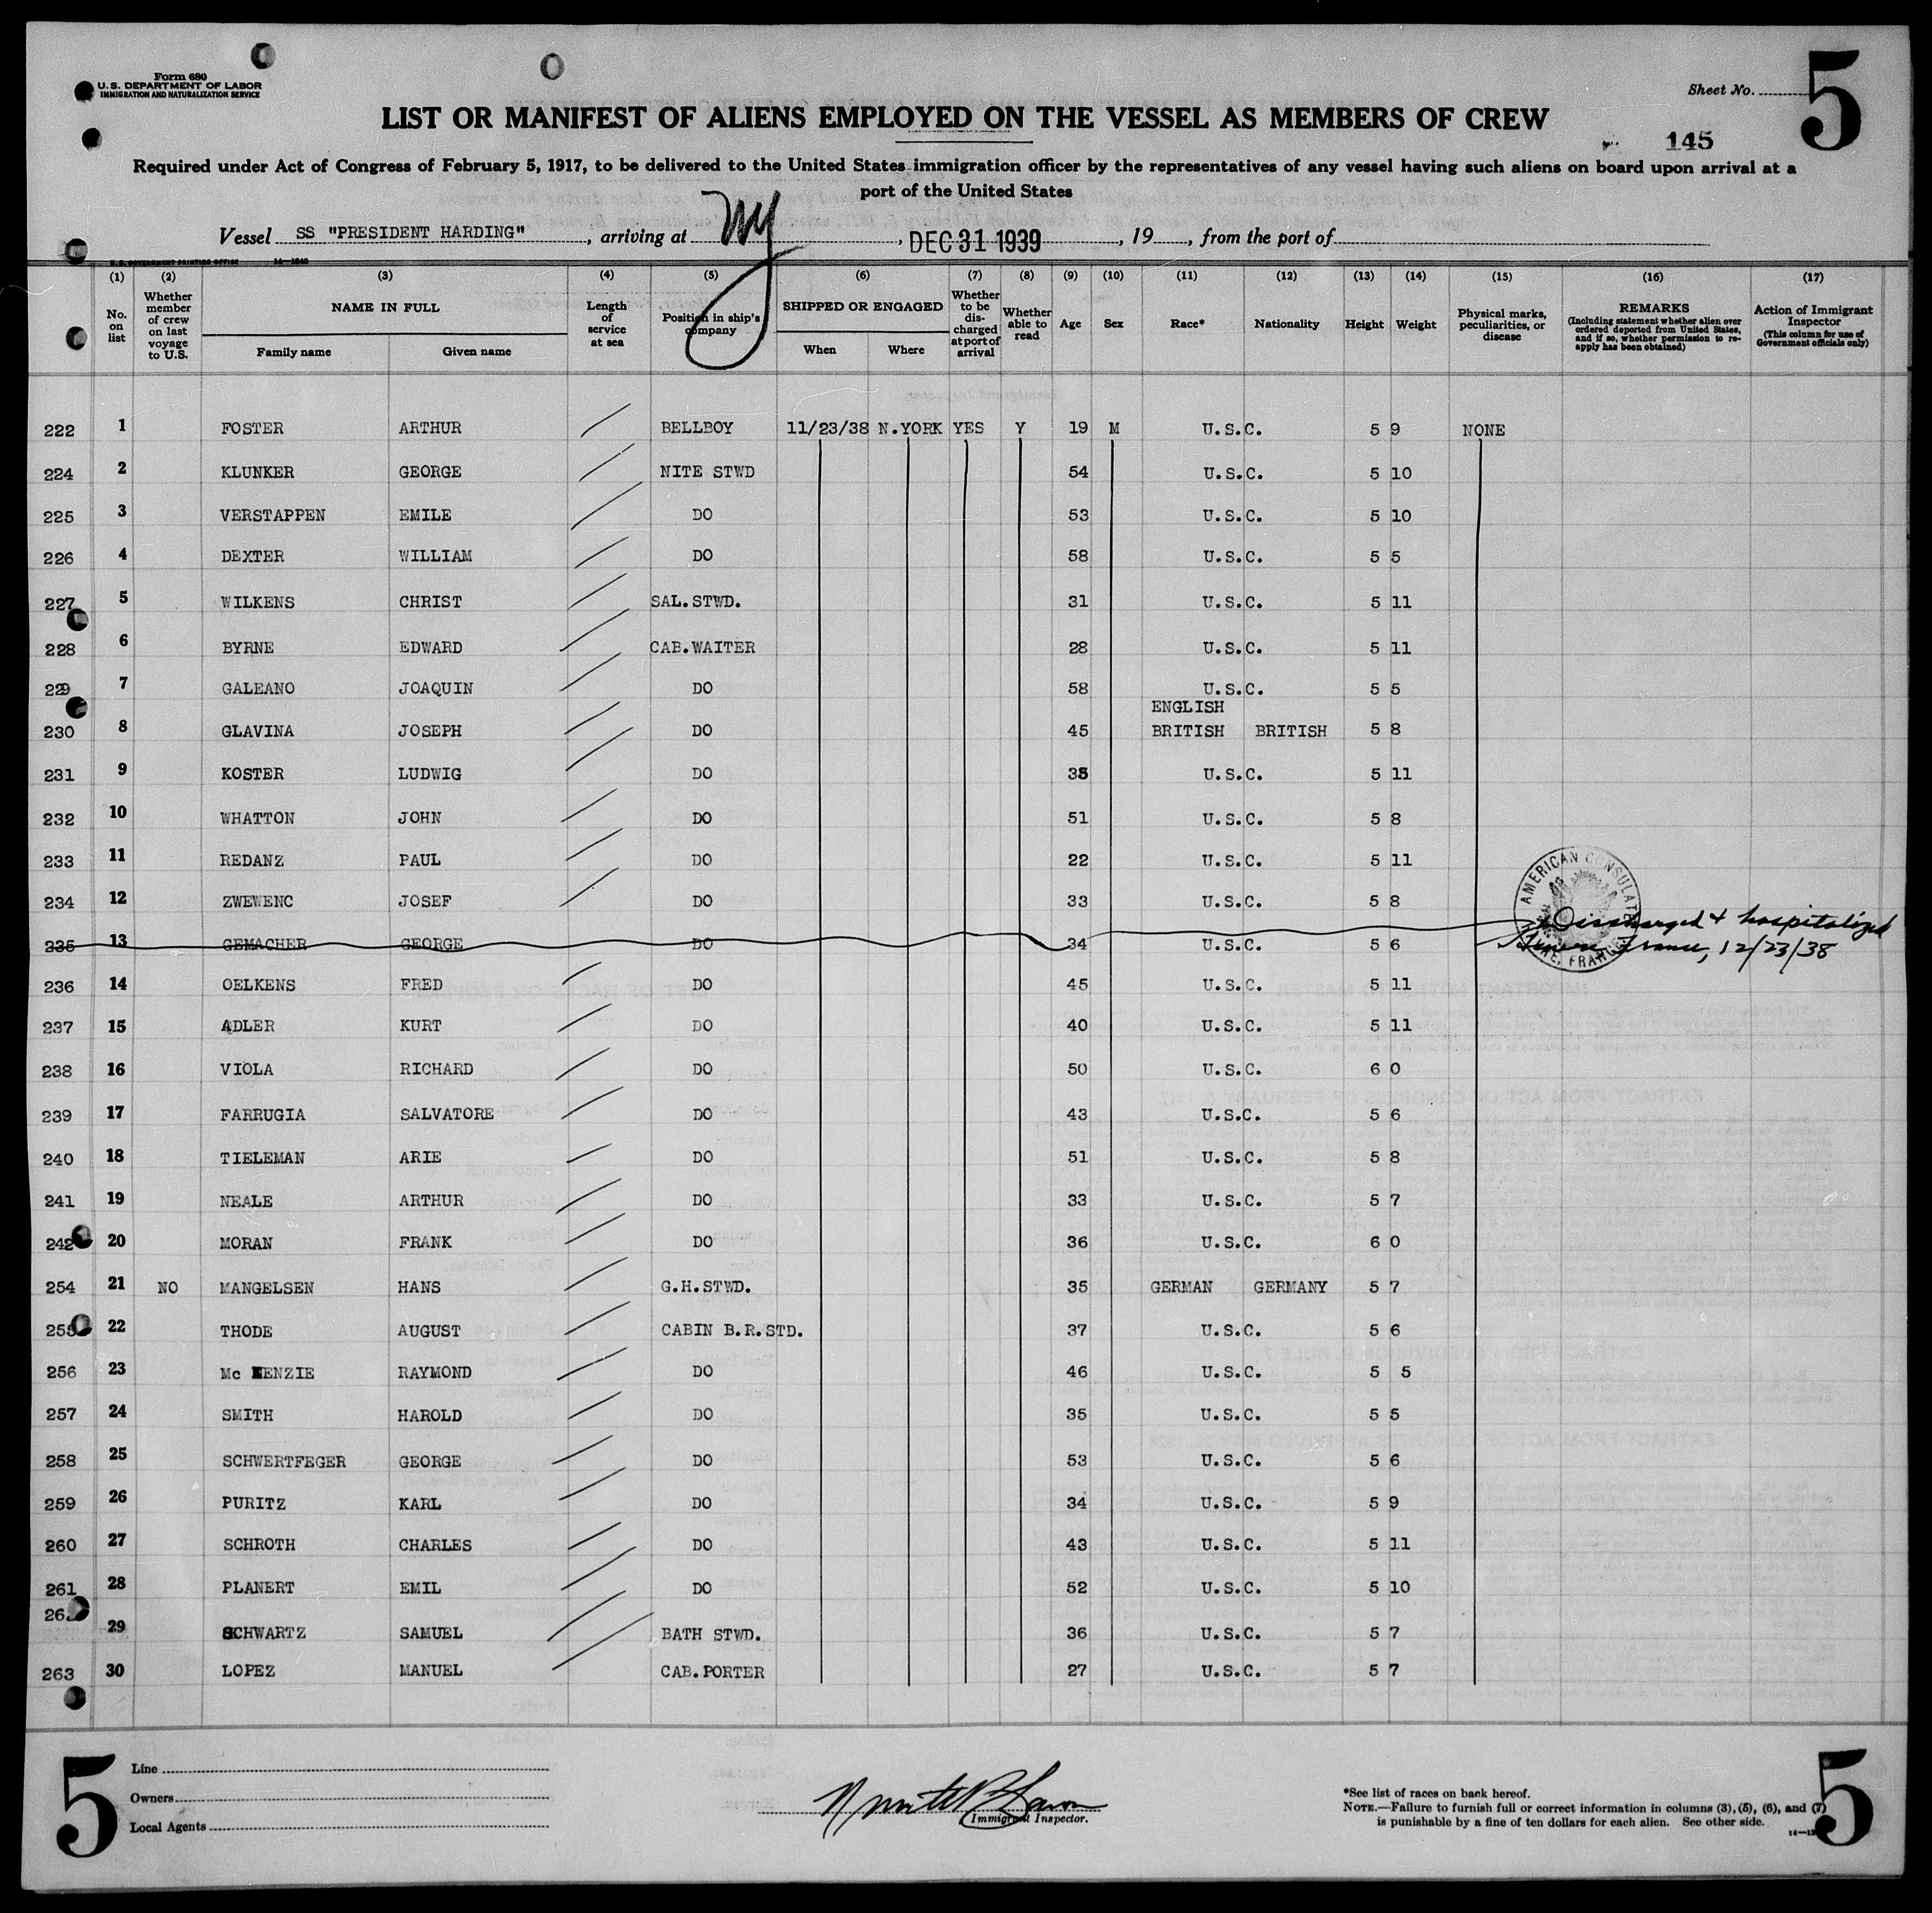 Form 680
U.S. DEPARTMENT OF LABOR
IMMIGRATION AND NATURALIZATION SERVICE
Sheet No. 5
LIST OR MANIFEST OF ALIENS EMPLOYED ON THE VESSEL AS MEMBERS OF CREW
145
Required under Act of Congress of February 5, 1917, to be delivered to the United States immigration officer by the representatives of any vessel having such aliens on board upon arrival at a
port of the United States
Vessel SS "PRESIDENT HARDING", arriving at NY, DEC 31 1939, 19, from the port of
U.S. GOVERNMENT PRINTING OFFICE
(1) (2) (3) (4) (5) (6) (7) (8) (9) (10) (11) (12) (13) (14) (15) (16) (17)
No. on list
Whether member of crew on last voyage to U.S.
NAME IN FULL
Family name Given name
Length of service at sea
Position in ship's company
SHIPPED OR ENGAGED
When Where
Whether to be discharged at port of arrival
Whether able to read
Age Sex Race* Nationality Height Weight
Physical marks, peculiarities, or disease
REMARKS
(Including statement whether alien ever ordered deported from United States, and if so, whether permission to reapply has been obtained)
Action of Immigrant Inspector
(This column for use of Government officials only)
222 1 FOSTER ARTHUR BELLBOY 11/23/38 N.YORK YES Y 19 M U.S.C. 5 9 NONE
224 2 KLUNKER GEORGE NITE STWD 54 U.S.C. 5 10
225 3 VERSTAPPEN EMILE DO 53 U.S.C. 5 10
226 4 DEXTER WILLIAM DO 58 U.S.C. 5 5
227 5 WILKENS CHRIST SAL.STWD. 31 U.S.C. 5 11
228 6 BYRNE EDWARD CAB.WAITER 28 U.S.C. 5 11
229 7 GALEANO JOAQUIN DO 58 U.S.C. 5 5
ENGLISH
230 8 GLAVINA JOSEPH DO 45 BRITISH BRITISH 5 8
231 9 KOSTER LUDWIG DO U.S.C. 5 11
232 10 WHATTON JOHN DO 51 U.S.C. 5 8
233 11 REDANZ PAUL DO 22 U.S.C. 5 11
234 12 ZWEWENC JOSEF DO 33 U.S.C. 5 8
235 13 GEMACHER GEORGE DO 34 U.S.C. 5 6
AMERICAN CONSULATE
FRANCE
Discharged & hospitalized
France, 12/23/38
236 14 OELKENS FRED DO 45 U.S.C. 5 11
237 15 ADLER KURT DO 40 U.S.C. 5 11
238 16 VIOLA RICHARD DO 50 U.S.C. 6 0
239 17 FARRUGIA SALVATORE DO 43 U.S.C. 5 6
240 18 TIELEMAN ARIE DO 51 U.S.C. 5 8
241 19 NEALE ARTHUR DO 33 U.S.C. 5 7
242 20 MORAN FRANK DO 36 U.S.C. 6 0
254 21 NO MANGELSEN HANS G.H.STWD. 35 GERMAN GERMANY 5 7
255 22 THODE AUGUST CABIN B.R.STD. 37 U.S.C. 5 6
256 23 Mc KENZIE RAYMOND DO 46 U.S.C. 5 5
257 24 SMITH HAROLD DO 35 U.S.C. 5 5
258 25 SCHWERTFEGER GEORGE DO 53 U.S.C. 5 6
259 26 PURITZ KARL DO 34 U.S.C. 5 9
260 27 SCHROTH CHARLES DO 43 U.S.C. 5 11
261 28 PLANERT EMIL DO 52 U.S.C. 5 10
29 SCHWARTZ SAMUEL BATH STWD. 36 U.S.C. 5 7
263 30 LOPEZ MANUEL CAB.PORTER 27 U.S.C. 5 7
5
Line
Owners
Local Agents
Immigrant Inspector.
*See list of races on back hereof.
NOTE.—Failure to furnish full or correct information in columns (3), (5), (6), and (7)
is punishable by a fine of ten dollars for each alien. See other side.
5